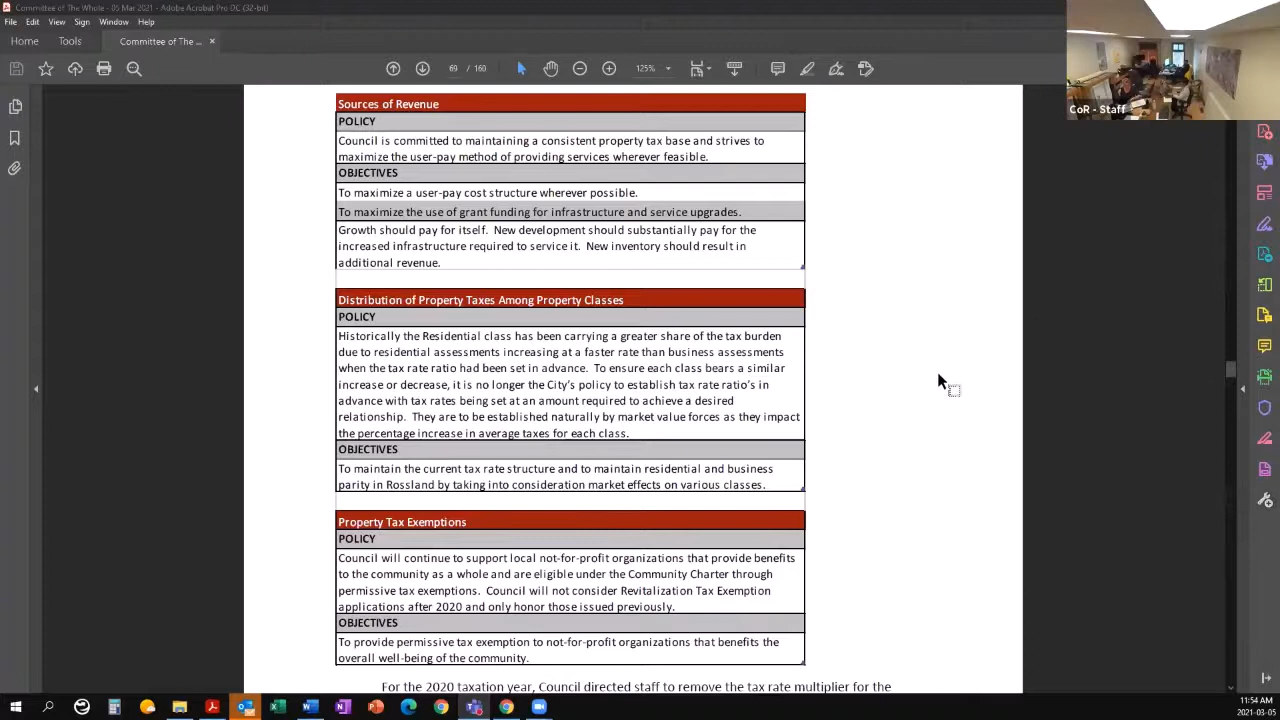 Committee of The Whole - 05 Mar 2021 - Adobe Acrobat Pro DC (32-bit)
File Edit View Sign Window Help
Home Tools Committee of The ... ×
69 / 160 125%
CoR - Staff
Sources of Revenue
POLICY
Council is committed to maintaining a consistent property tax base and strives to
maximize the user-pay method of providing services wherever feasible.
OBJECTIVES
To maximize a user-pay cost structure wherever possible.
To maximize the use of grant funding for infrastructure and service upgrades.
Growth should pay for itself. New development should substantially pay for the
increased infrastructure required to service it. New inventory should result in
additional revenue.
Distribution of Property Taxes Among Property Classes
POLICY
Historically the Residential class has been carrying a greater share of the tax burden
due to residential assessments increasing at a faster rate than business assessments
when the tax rate ratio had been set in advance. To ensure each class bears a similar
increase or decrease, it is no longer the City's policy to establish tax rate ratio's in
advance with tax rates being set at an amount required to achieve a desired
relationship. They are to be established naturally by market value forces as they impact
the percentage increase in average taxes for each class.
OBJECTIVES
To maintain the current tax rate structure and to maintain residential and business
parity in Rossland by taking into consideration market effects on various classes.
Property Tax Exemptions
POLICY
Council will continue to support local not-for-profit organizations that provide benefits
to the community as a whole and are eligible under the Community Charter through
permissive tax exemptions. Council will not consider Revitalization Tax Exemption
applications after 2020 and only honor those issued previously.
OBJECTIVES
To provide permissive tax exemption to not-for-profit organizations that benefits the
overall well-being of the community.
For the 2020 taxation year, Council directed staff to remove the tax rate multiplier for the
11:54 AM
2021-03-05